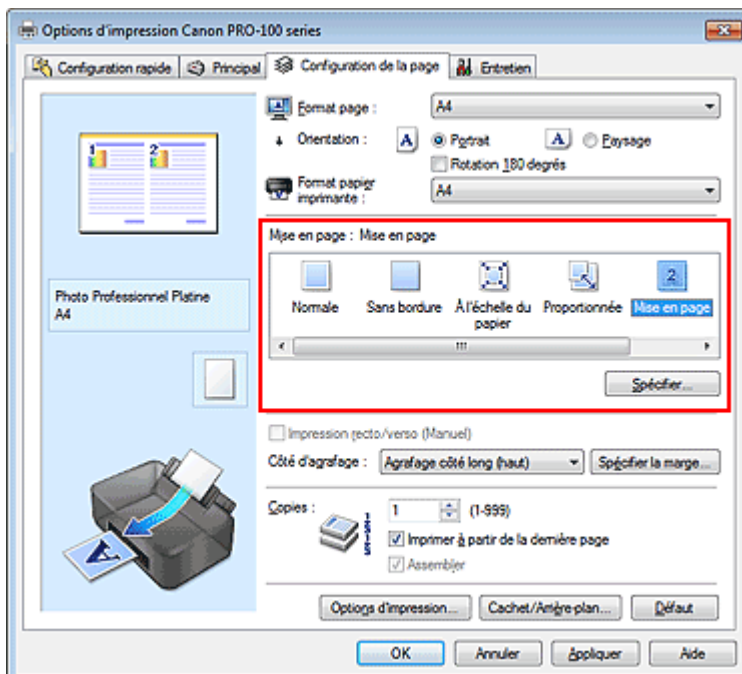 Options d'impression Canon PRO-100 series
Configuration rapide Principal Configuration de la page Entretien
1 2
Format page : A4
Orientation : A Portrait A Paysage
Rotation 180 degrés
Format papier imprimante : A4
Photo Professionnel Platine
A4
Mise en page : Mise en page
2
Normale Sans bordure À l'échelle du papier Proportionnée Mise en page
Spécifier...
Impression recto/verso (Manuel)
Côté d'agrafage : Agrafage côté long (haut) Spécifier la marge...
Copies : 1 (1-999)
Imprimer à partir de la dernière page
Assembler
A
Options d'impression... Cachet/Arrière-plan... Défaut
OK Annuler Appliquer Aide